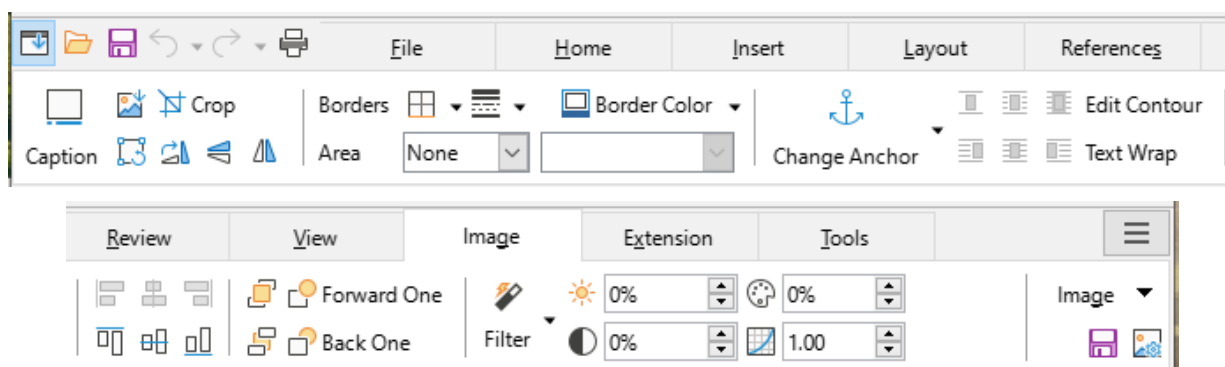 File Home Insert Layout References
Crop Borders Border Color Edit Contour
Caption Area None Change Anchor Text Wrap
Review View Image Extension Tools
Forward One 0% 0% Image
Back One Filter 0% 1.00